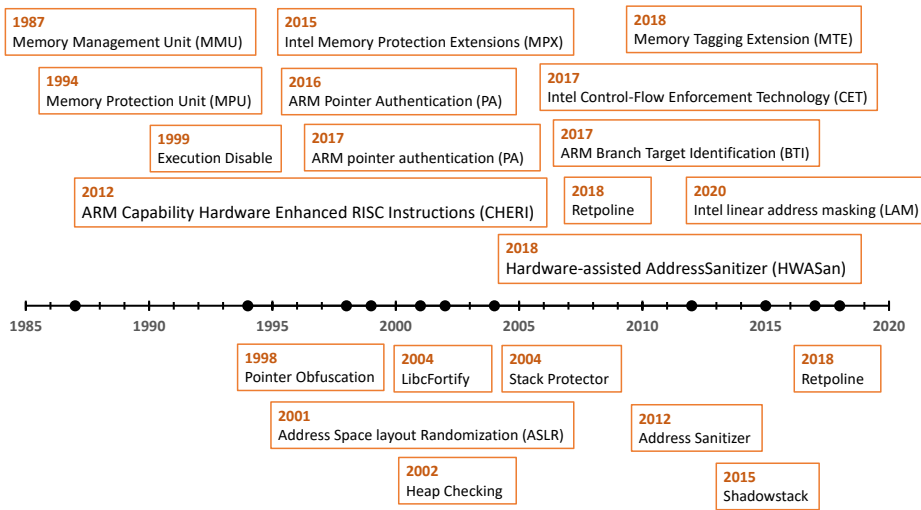 1987
Memory Management Unit (MMU)
2015
Intel Memory Protection Extensions (MPX)
2018
Memory Tagging Extension (MTE)
1994
Memory Protection Unit (MPU)
2016
ARM Pointer Authentication (PA)
2017
Intel Control-Flow Enforcement Technology (CET)
1999
Execution Disable
2017
ARM pointer authentication (PA)
2017
ARM Branch Target Identification (BTI)
2012
ARM Capability Hardware Enhanced RISC Instructions (CHERI)
2018
Retpoline
2020
Intel linear address masking (LAM)
2018
Hardware-assisted AddressSanitizer (HWASan)
1985 1990 1995 2000 2005 2010 2015 2020
1998
Pointer Obfuscation
2004
LibcFortify
2004
Stack Protector
2018
Retpoline
2001
Address Space layout Randomization (ASLR)
2012
Address Sanitizer
2002
Heap Checking
2015
Shadowstack